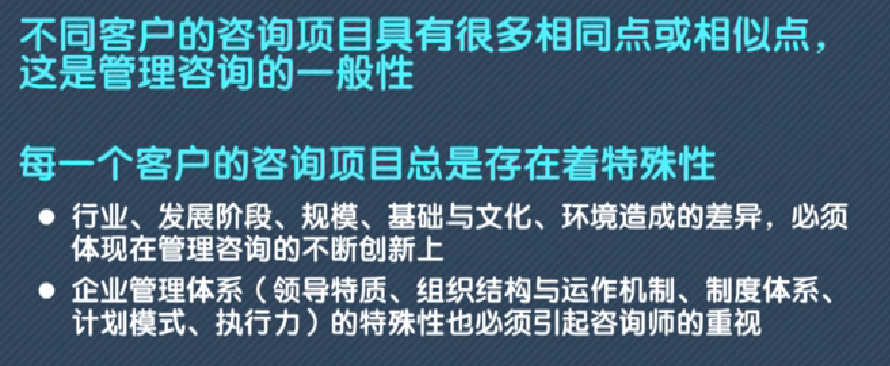 不同客户的咨询项目具有很多相同点或相似点，
这是管理咨询的一般性
每一个客户的咨询项目总是存在着特殊性
● 行业、发展阶段、规模、基础与文化、环境造成的差异，必须
体现在管理咨询的不断创新上
● 企业管理体系（领导特质、组织结构与运作机制、制度体系、
计划模式、执行力）的特殊性也必须引起咨询师的重视